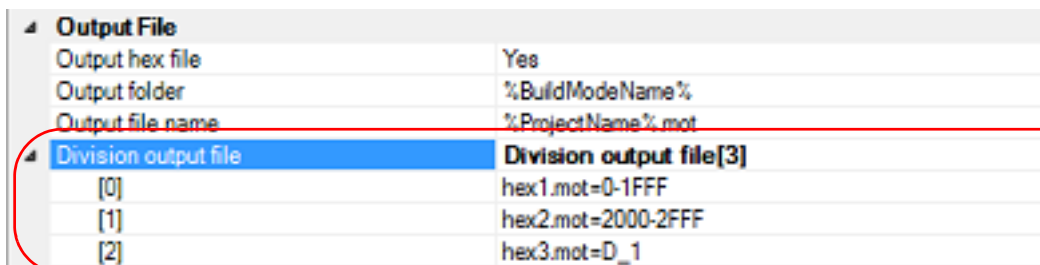 Output File
Output hex file Yes
Output folder %BuildModeName%
Output file name %ProjectName%.mot
Division output file Division output file[3]
[0] hex1.mot=0-1FFF
[1] hex2.mot=2000-2FFF
[2] hex3.mot=D_1